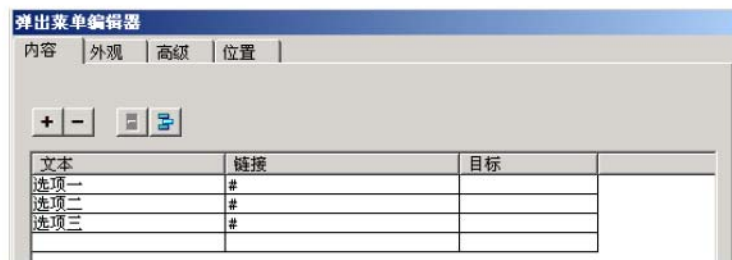 弹出菜单编辑器
内容 外观 高级 位置
+ −
文本 链接 目标
选项一 #
选项二 #
选项三 #